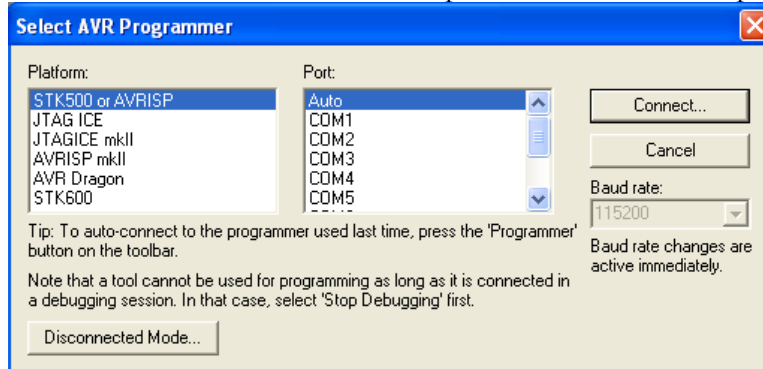 Select AVR Programmer
Platform:
Port:
STK500 or AVRISP
JTAG ICE
JTAGICE mkII
AVRISP mkII
AVR Dragon
STK600
Auto
COM1
COM2
COM3
COM4
COM5
Connect...
Cancel
Baud rate:
115200
Baud rate changes are
active immediately.
Tip: To auto-connect to the programmer used last time, press the 'Programmer'
button on the toolbar.
Note that a tool cannot be used for programming as long as it is connected in
a debugging session. In that case, select 'Stop Debugging' first.
Disconnected Mode...